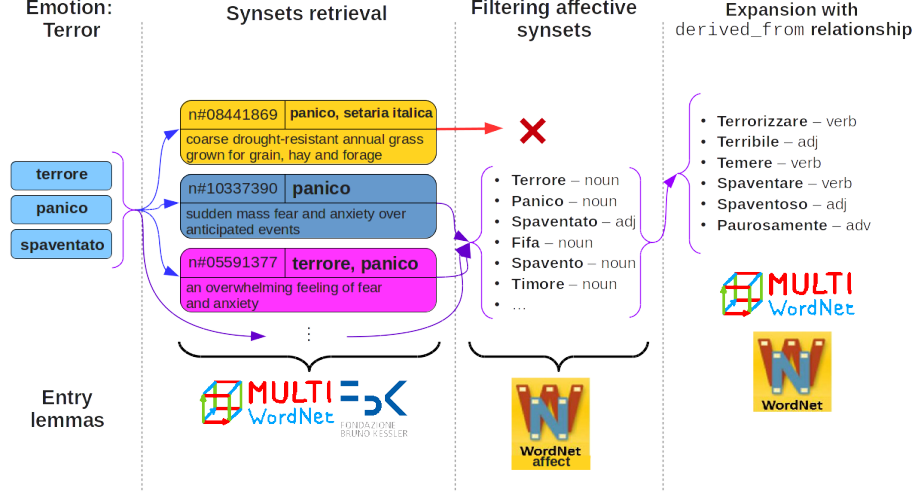 Emotion:
Terror
Synsets retrieval
Filtering affective
synsets
Expansion with
derived_from relationship
terrore
panico
spaventato
n#08441869
panico, setaria italica
coarse drought-resistant annual grass
grown for grain, hay and forage
n#10337390
panico
sudden mass fear and anxiety over
anticipated events
n#05591377
terrore, panico
an overwhelming feeling of fear
and anxiety
...
• Terrore – noun
• Panico – noun
• Spaventato – adj
• Fifa – noun
• Spavento – noun
• Timore – noun
• ...
• Terrorizzare – verb
• Terribile – adj
• Temere – verb
• Spaventare – verb
• Spaventoso – adj
• Paurosamente – adv
MULTI
WordNet
W N
WordNet
Entry
lemmas
MULTI
WordNet
FBK
FONDAZIONE
BRUNO KESSLER
W N
WordNet
affect